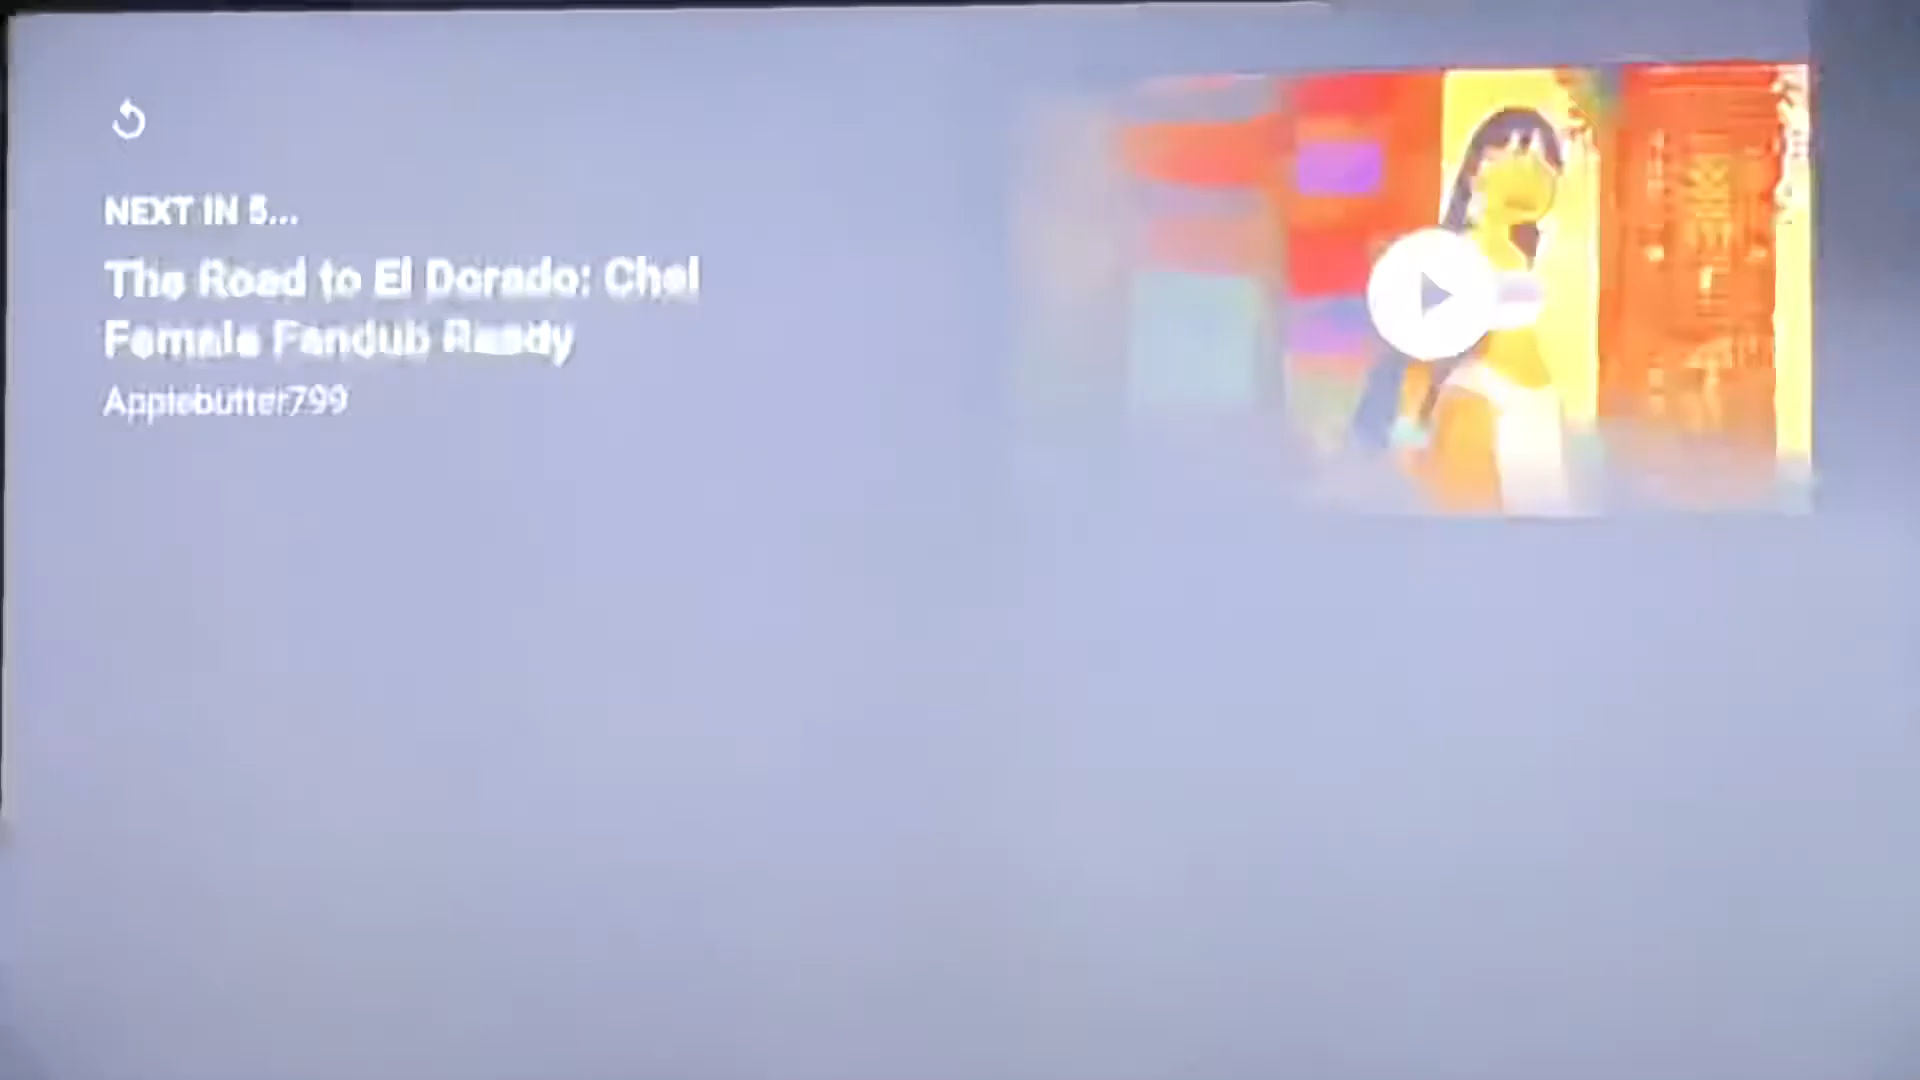 NEXT IN 5...
The Road to El Dorado: Chel
Female Fandub Ready
Applebutter799